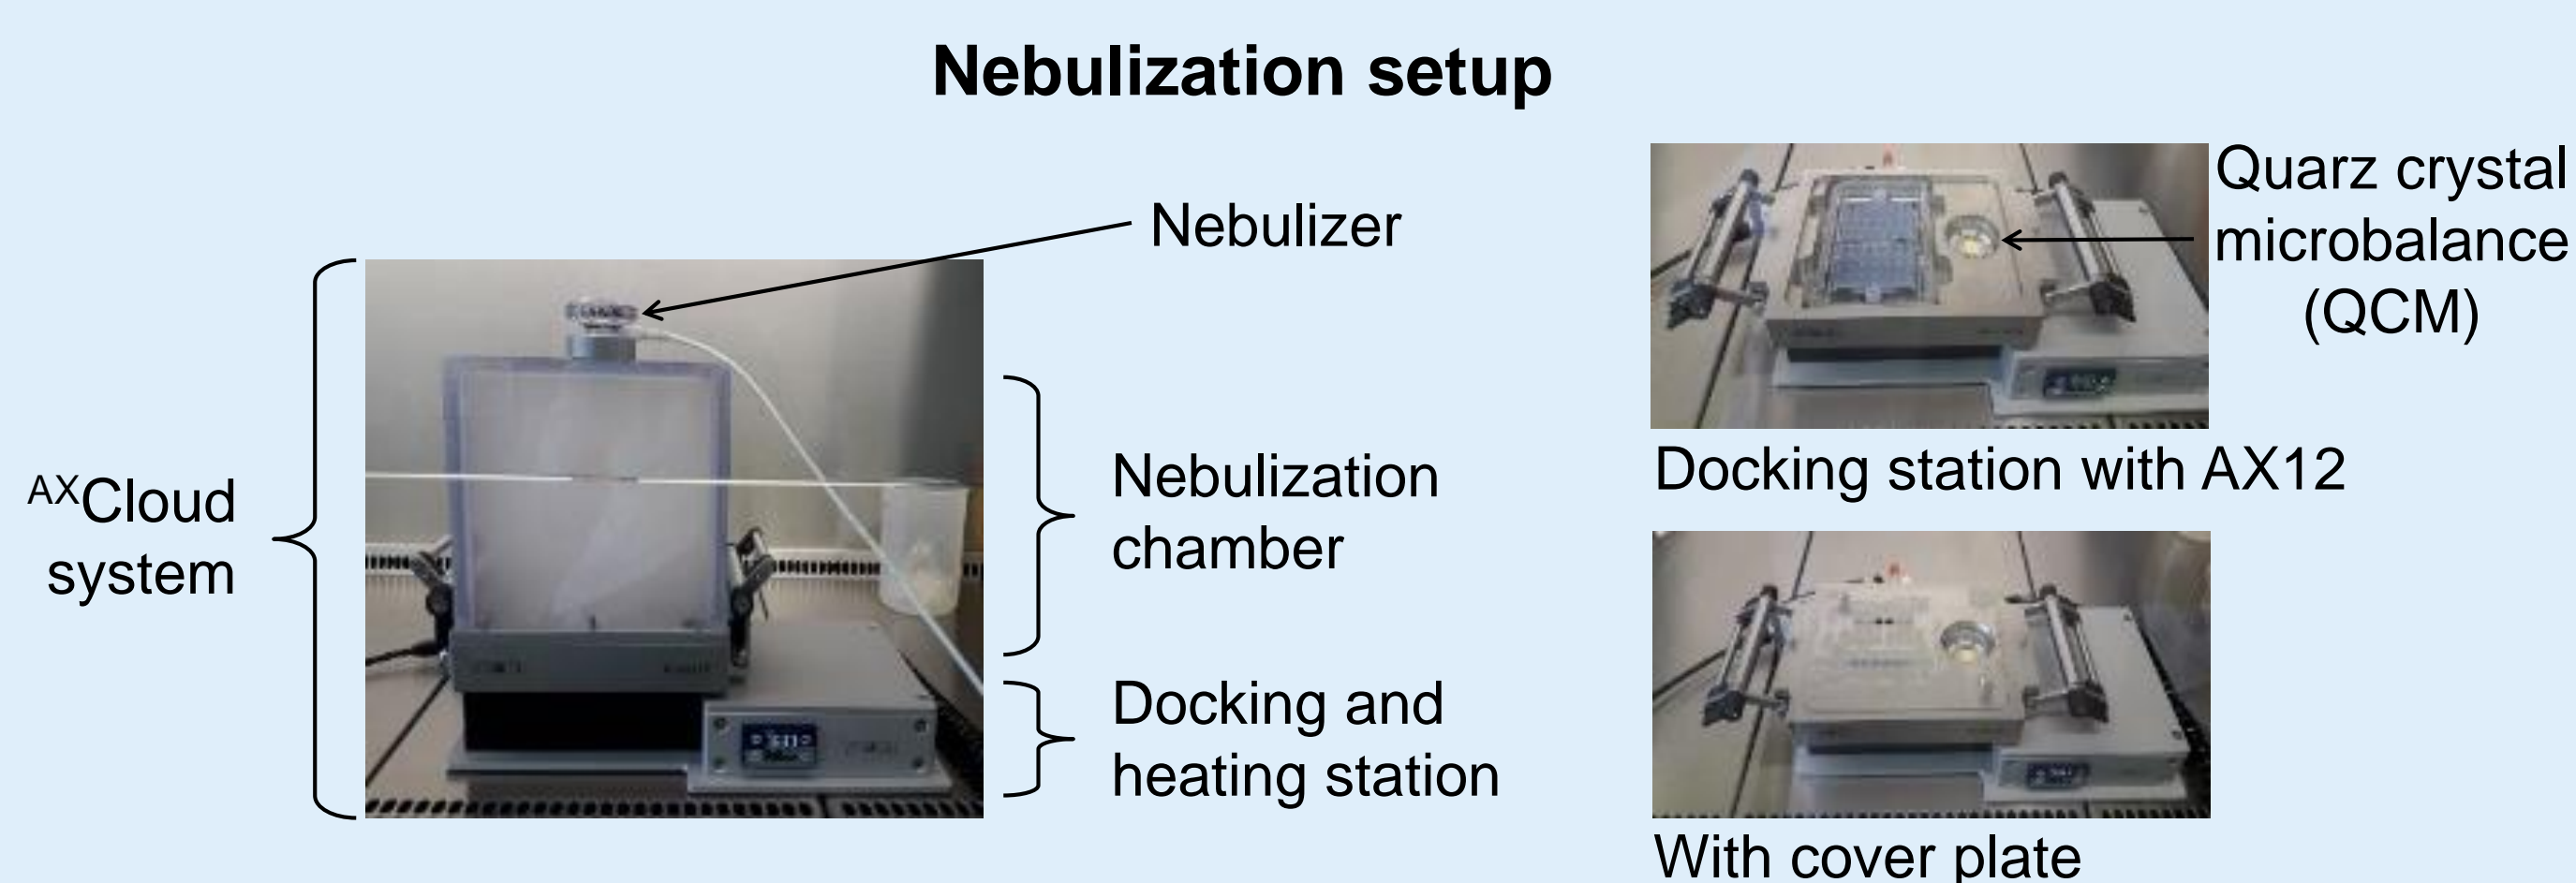 Nebulization setup
Nebulizer
AXCloud
system
Nebulization
chamber
Docking and
heating station
Quarz crystal
microbalance
(QCM)
Docking station with AX12
With cover plate